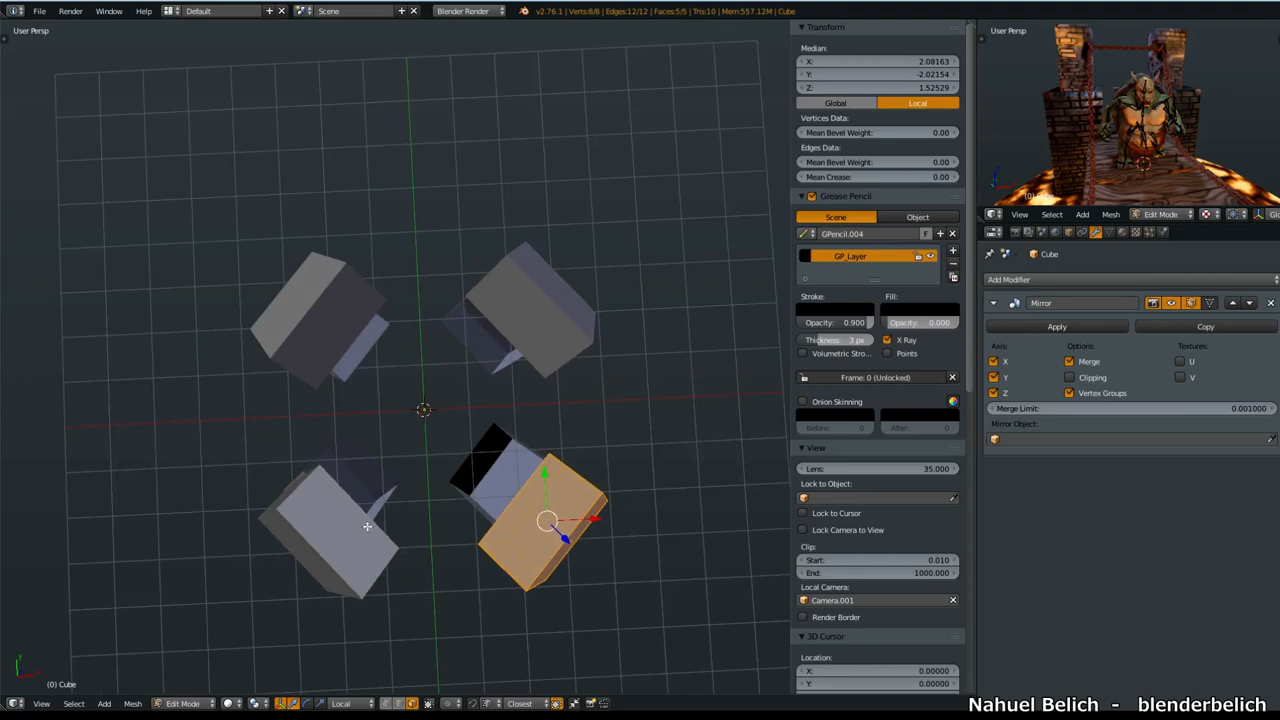 File Render Window Help Default Scene Blender Render v2.76.1 | Verts:8/8 | Edges:12/12 | Faces:5/5 | Tris:10 | Mem:557.12M | Cube
User Persp
(0) Cube
View Select Add Mesh Edit Mode Local Closest
Transform
Median:
X: 2.08163
Y: -2.02154
Z: 1.52529
Global Local
Vertices Data:
Mean Bevel Weight: 0.00
Edges Data:
Mean Bevel Weight: 0.00
Mean Crease: 0.00
Grease Pencil
Scene Object
GPencil.004 F
GP_Layer
Stroke: Fill:
Opacity: 0.900 Opacity: 0.000
Thickness: 3 px X Ray
Volumetric Stro... Points
Frame: 0 (Unlocked)
Onion Skinning
Before: 0 After: 0
View
Lens: 35.000
Lock to Object:
Lock to Cursor
Lock Camera to View
Clip:
Start: 0.010
End: 1000.000
Local Camera:
Camera.001
Render Border
3D Cursor
Location:
X: 0.00000
Y: 0.00000
User Persp
View Select Add Mesh Edit Mode
Cube
Add Modifier
Mirror
Apply Copy
Axis: Options: Textures:
X Merge U
Y Clipping V
Z Vertex Groups
Merge Limit: 0.001000
Mirror Object:
Nahuel Belich - blenderbelich